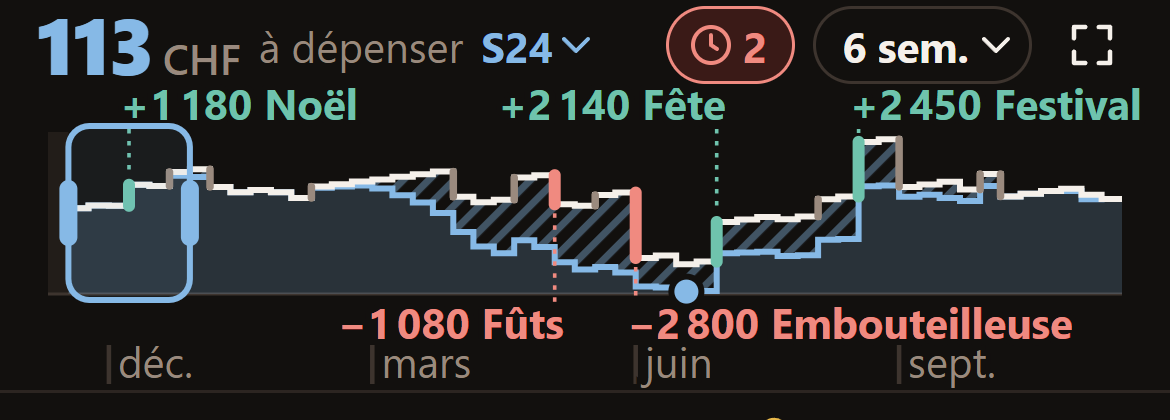 113 CHF à dépenser S24 2 6 sem.
+1 180 Noël +2 140 Fête +2 450 Festival
−1 080 Fûts −2 800 Embouteilleuse
déc. mars juin sept.